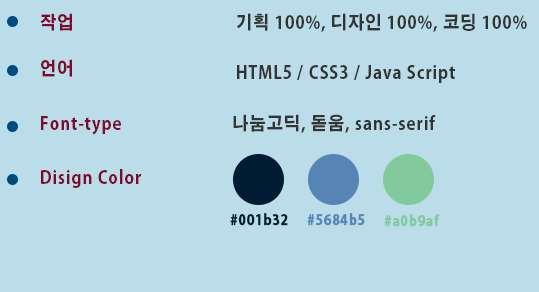 작업 기획 100%, 디자인 100%, 코딩 100%
언어 HTML5 / CSS3 / Java Script
Font-type 나눔고딕, 돋움, sans-serif
Disign Color
#001b32 #5684b5 #a0b9af